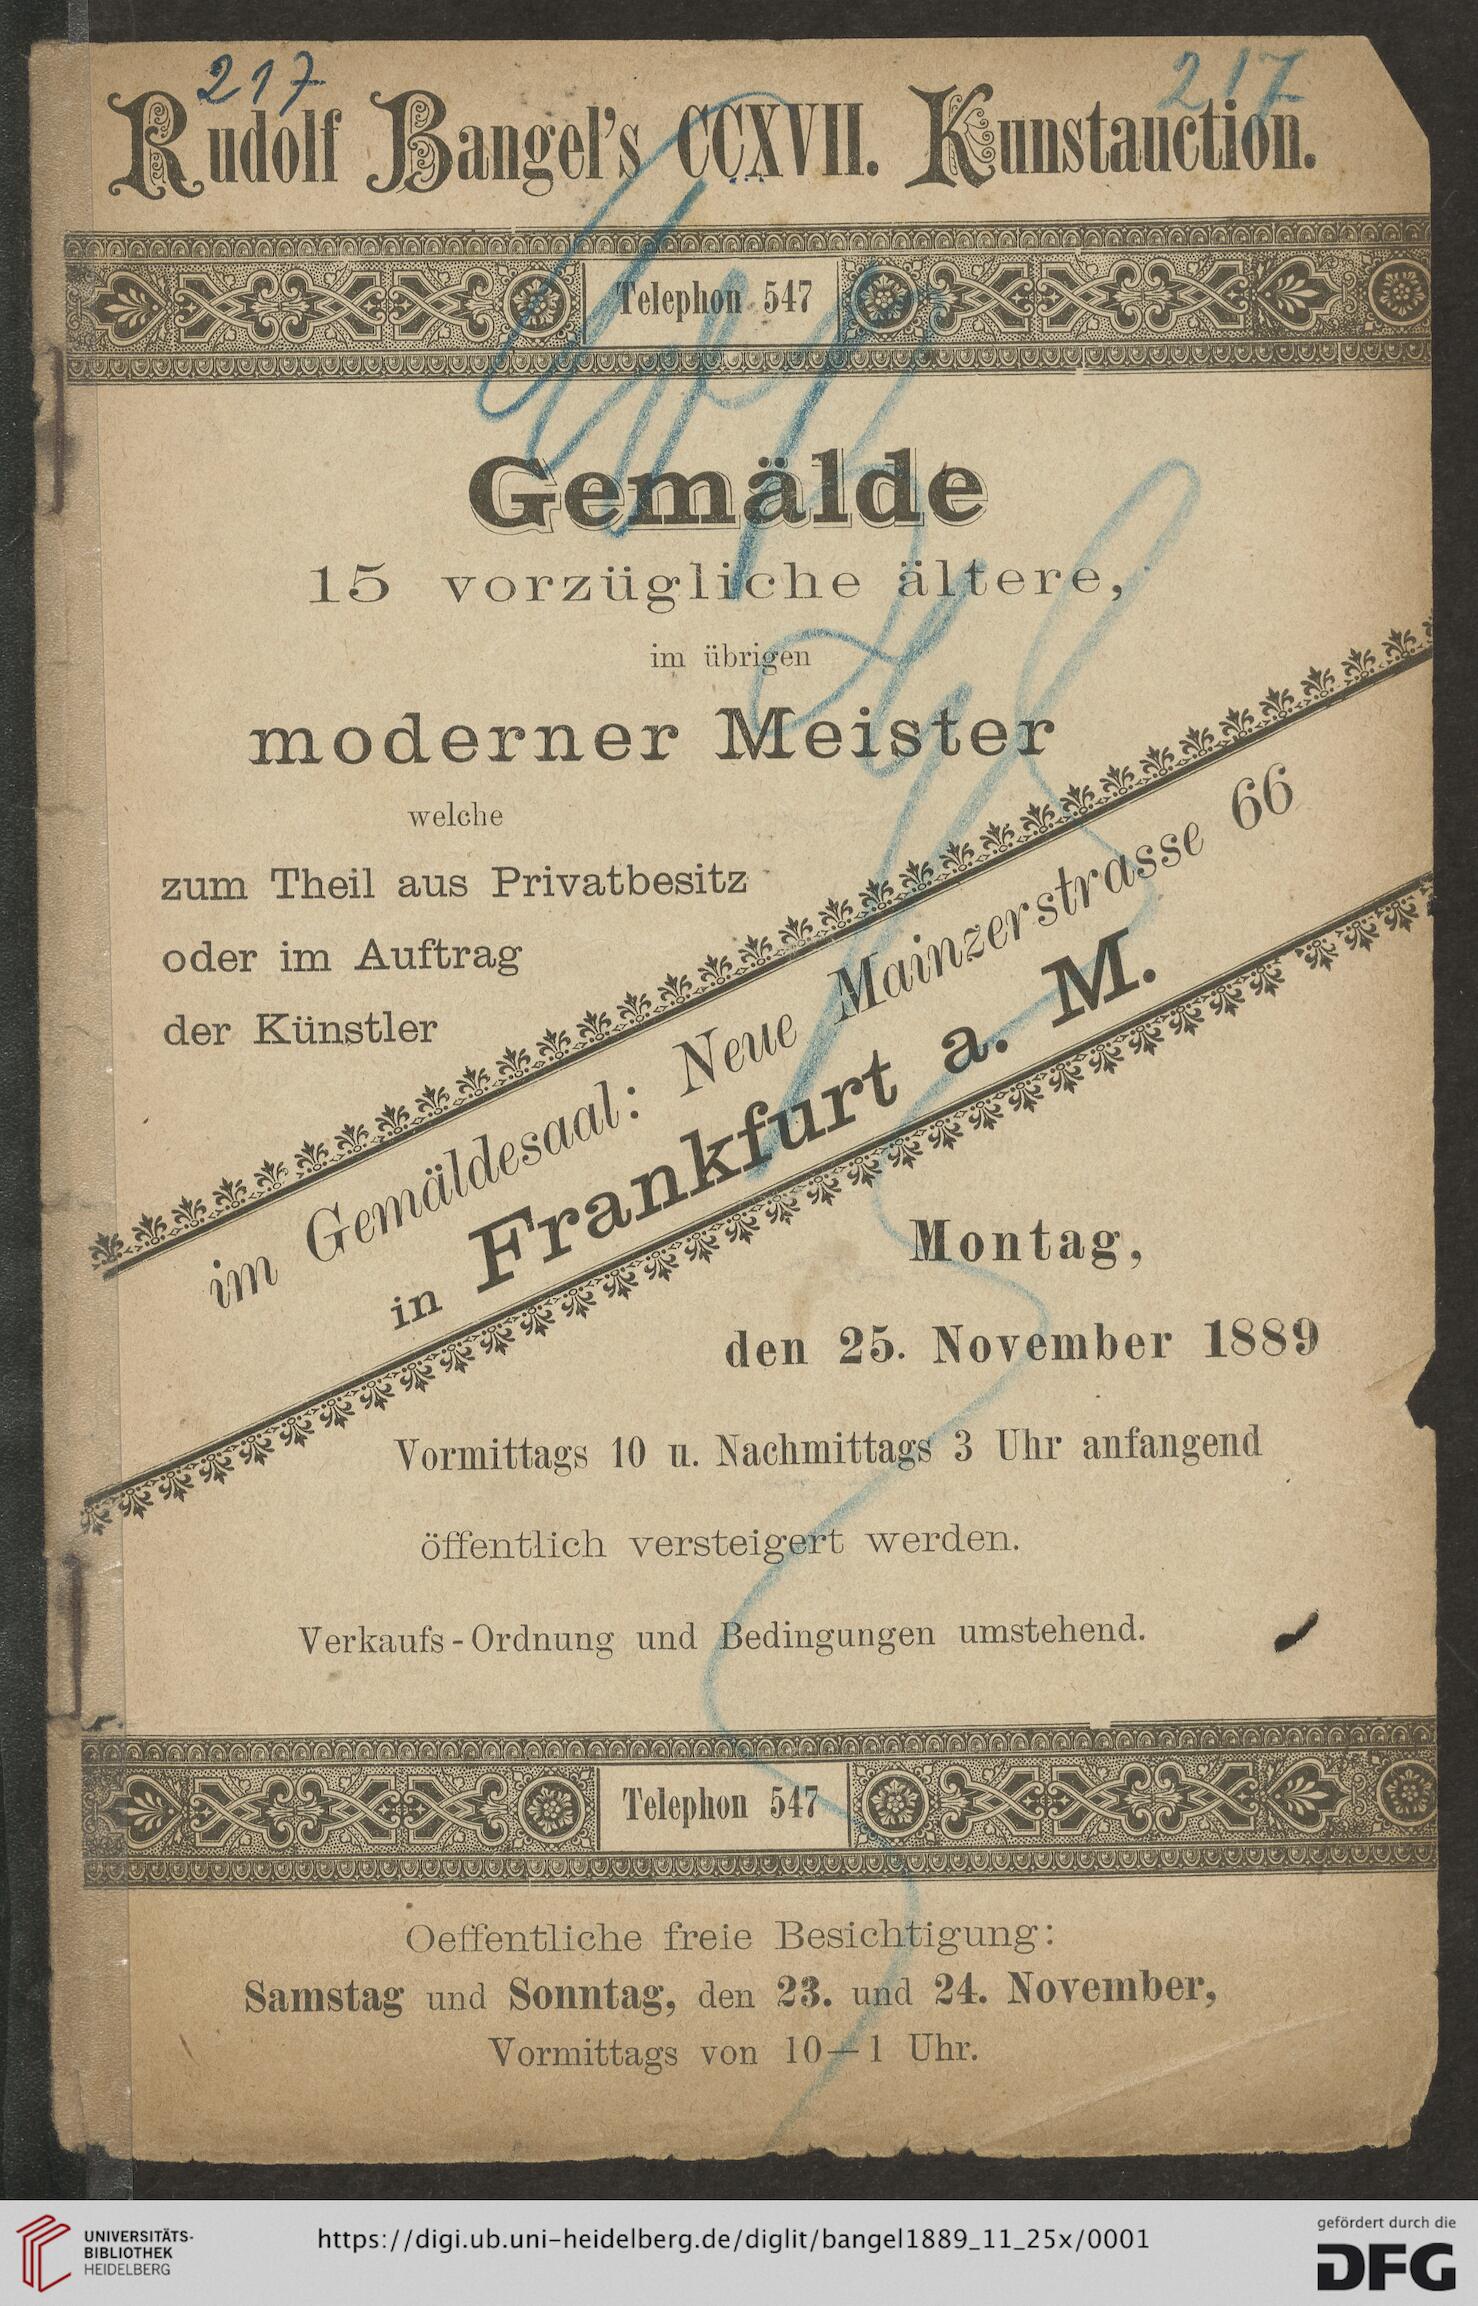 217 217
Rudolf Bangel's CCXVII. Kunstauction.
Telephon 547
Gemälde
15 vorzügliche ältere,
im übrigen
moderner Meister
welche
zum Theil aus Privatbesitz
oder im Auftrag
der Künstler
im Gemäldesaal: Neue Mainzerstrasse 66
in Frankfurt a. M.
Montag,
den 25. November 1889
Vormittags 10 u. Nachmittags 3 Uhr anfangend
öffentlich versteigert werden.
Verkaufs-Ordnung und Bedingungen umstehend.
Telephon 547
Oeffentliche freie Besichtigung:
Samstag und Sonntag, den 23. und 24. November,
Vormittags von 10—1 Uhr.
UNIVERSITÄTS-
BIBLIOTHEK
HEIDELBERG
https://digi.ub.uni-heidelberg.de/diglit/bangel1889_11_25x/0001
gefördert durch die
DFG